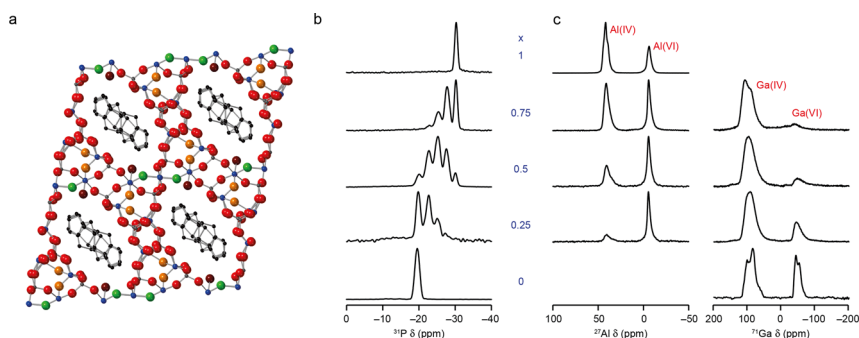 a
b
x
c
Al(IV)
Al(VI)
1
Ga(IV)
Ga(VI)
0.75
0.5
0.25
0
0 −10 −20 −30 −40
³¹P δ (ppm)
100 50 0 −50
²⁷Al δ (ppm)
200 100 0 −100 −200
⁷¹Ga δ (ppm)